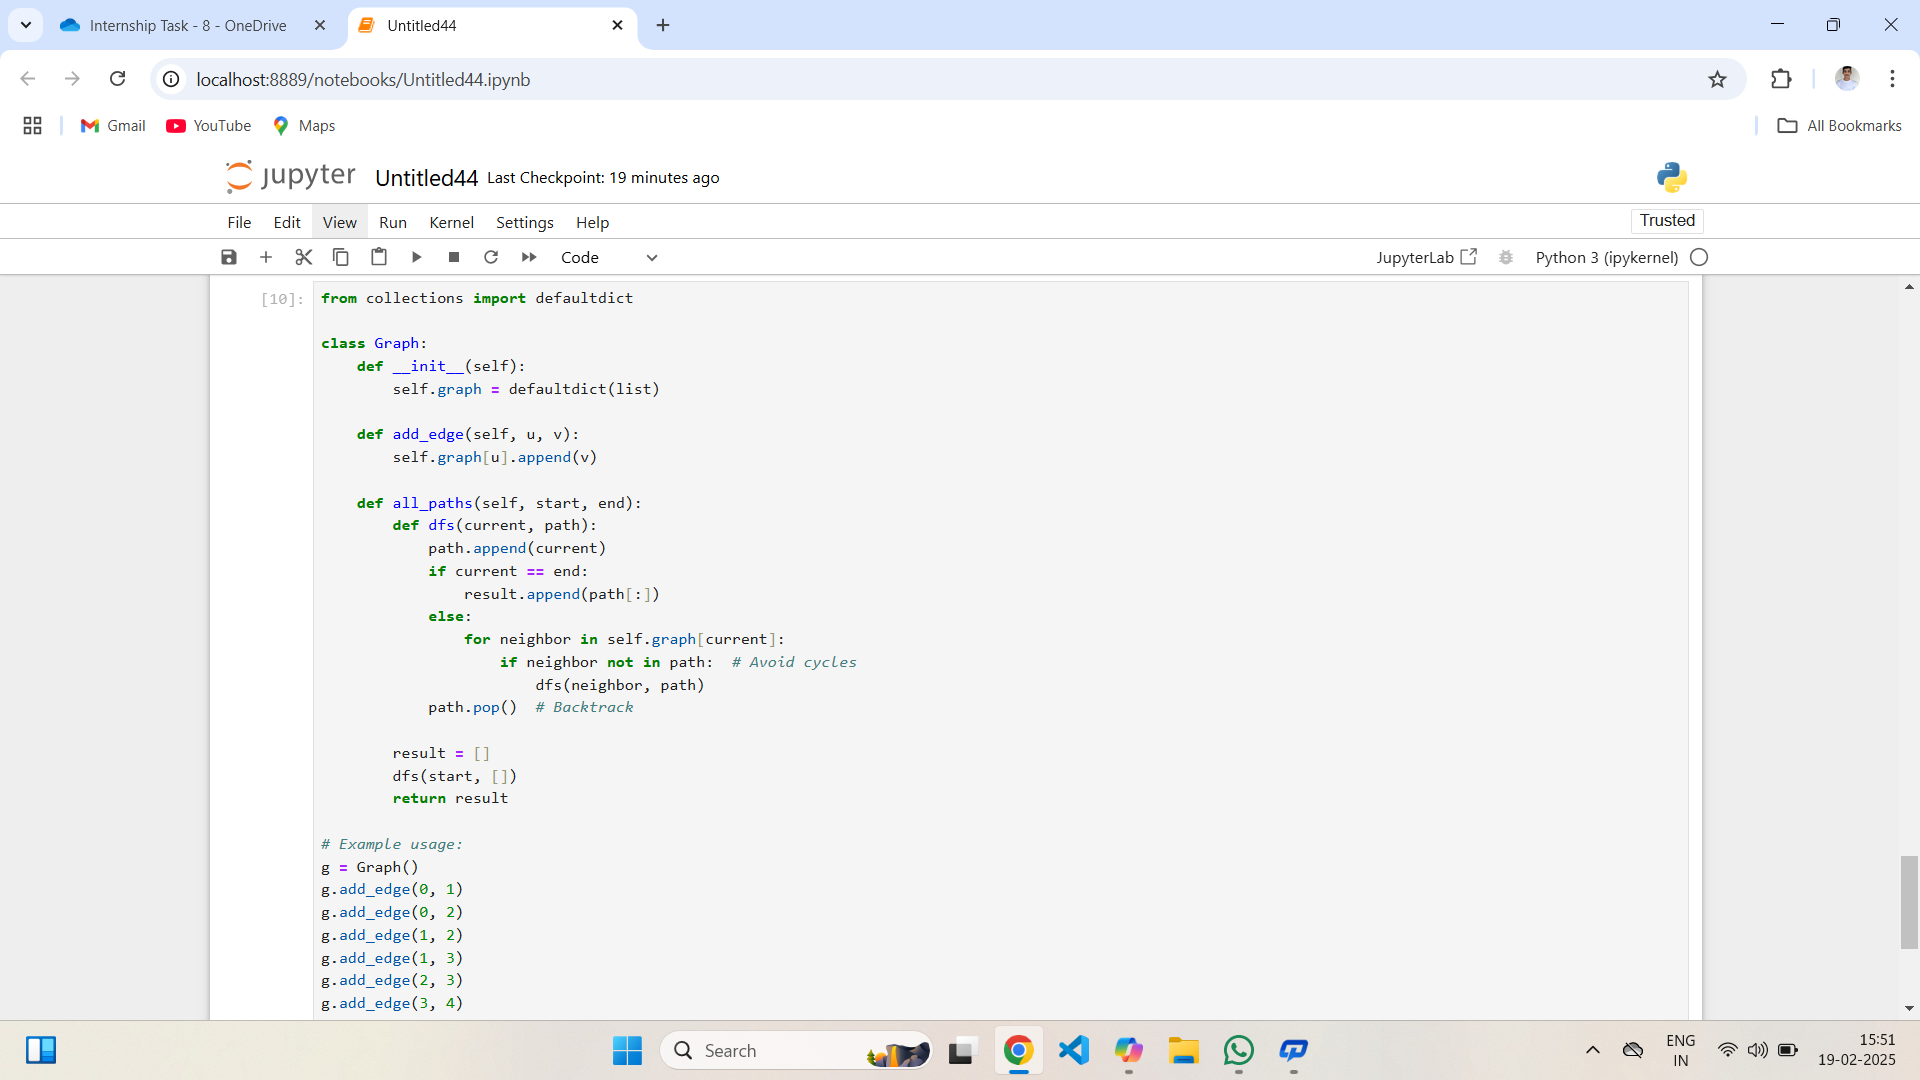 Internship Task - 8 - OneDrive
Untitled44
localhost:8889/notebooks/Untitled44.ipynb
Gmail
YouTube
Maps
All Bookmarks
jupyter Untitled44 Last Checkpoint: 19 minutes ago
File Edit View Run Kernel Settings Help
Trusted
Code
JupyterLab
Python 3 (ipykernel)
[10]:
from collections import defaultdict
class Graph:
    def __init__(self):
        self.graph = defaultdict(list)
    def add_edge(self, u, v):
        self.graph[u].append(v)
    def all_paths(self, start, end):
        def dfs(current, path):
            path.append(current)
            if current == end:
                result.append(path[:])
            else:
                for neighbor in self.graph[current]:
                    if neighbor not in path:  # Avoid cycles
                        dfs(neighbor, path)
            path.pop()  # Backtrack
        result = []
        dfs(start, [])
        return result
# Example usage:
g = Graph()
g.add_edge(0, 1)
g.add_edge(0, 2)
g.add_edge(1, 2)
g.add_edge(1, 3)
g.add_edge(2, 3)
g.add_edge(3, 4)
Search
ENG
IN
15:51
19-02-2025